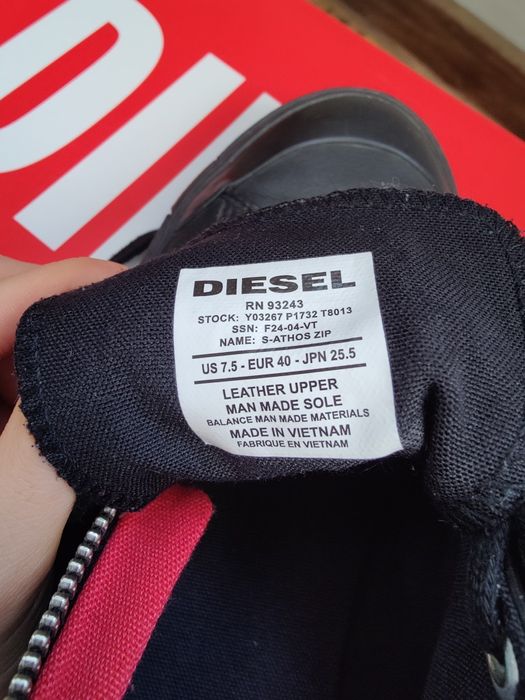 DIESEL
RN 93243
STOCK: Y03267 P1732 T8013
SSN: F24-04-VT
NAME: S-ATHOS ZIP
US 7.5 - EUR 40 - JPN 25.5
LEATHER UPPER
MAN MADE SOLE
BALANCE MAN MADE MATERIALS
MADE IN VIETNAM
FABRIQUE EN VIETNAM